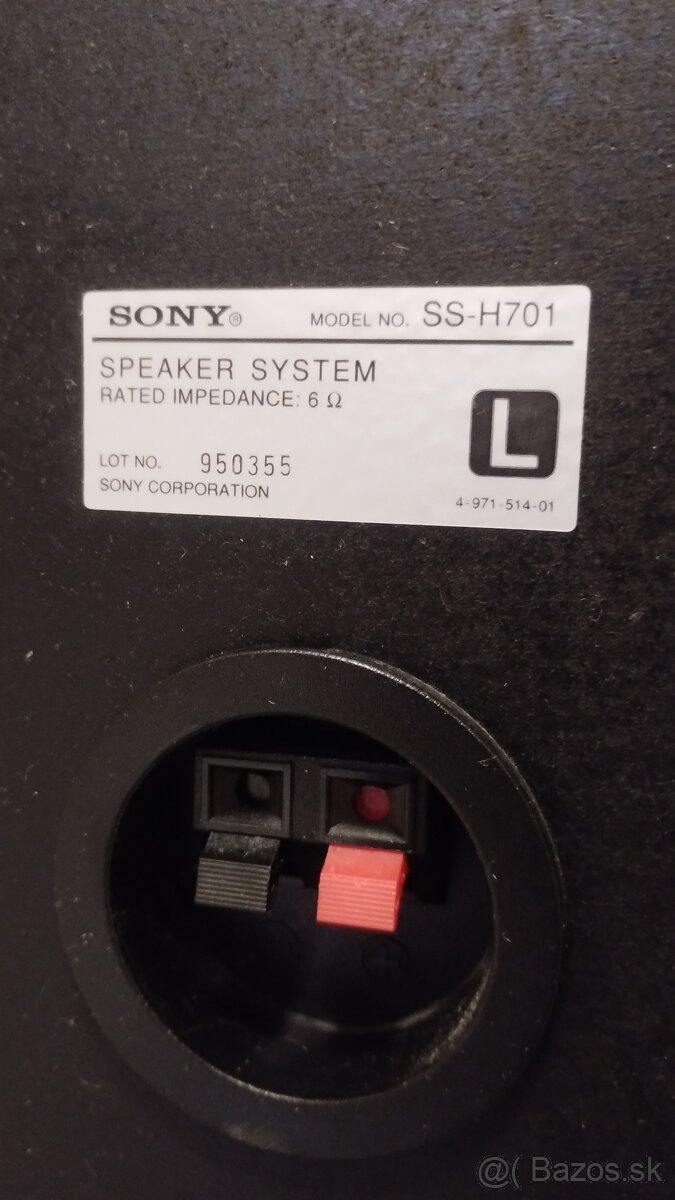 SONY® MODEL NO. SS-H701
SPEAKER SYSTEM
RATED IMPEDANCE: 6 Ω
L
LOT NO. 950355
SONY CORPORATION
4-971-514-01
@( Bazos.sk